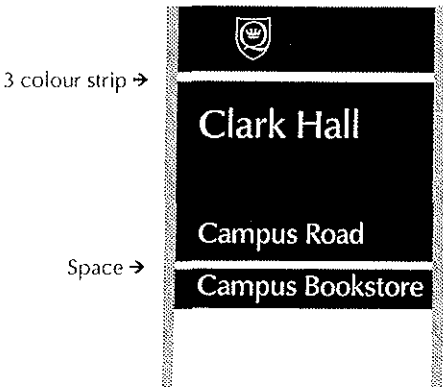 3 colour strip →
Clark Hall
Campus Road
Space →
Campus Bookstore